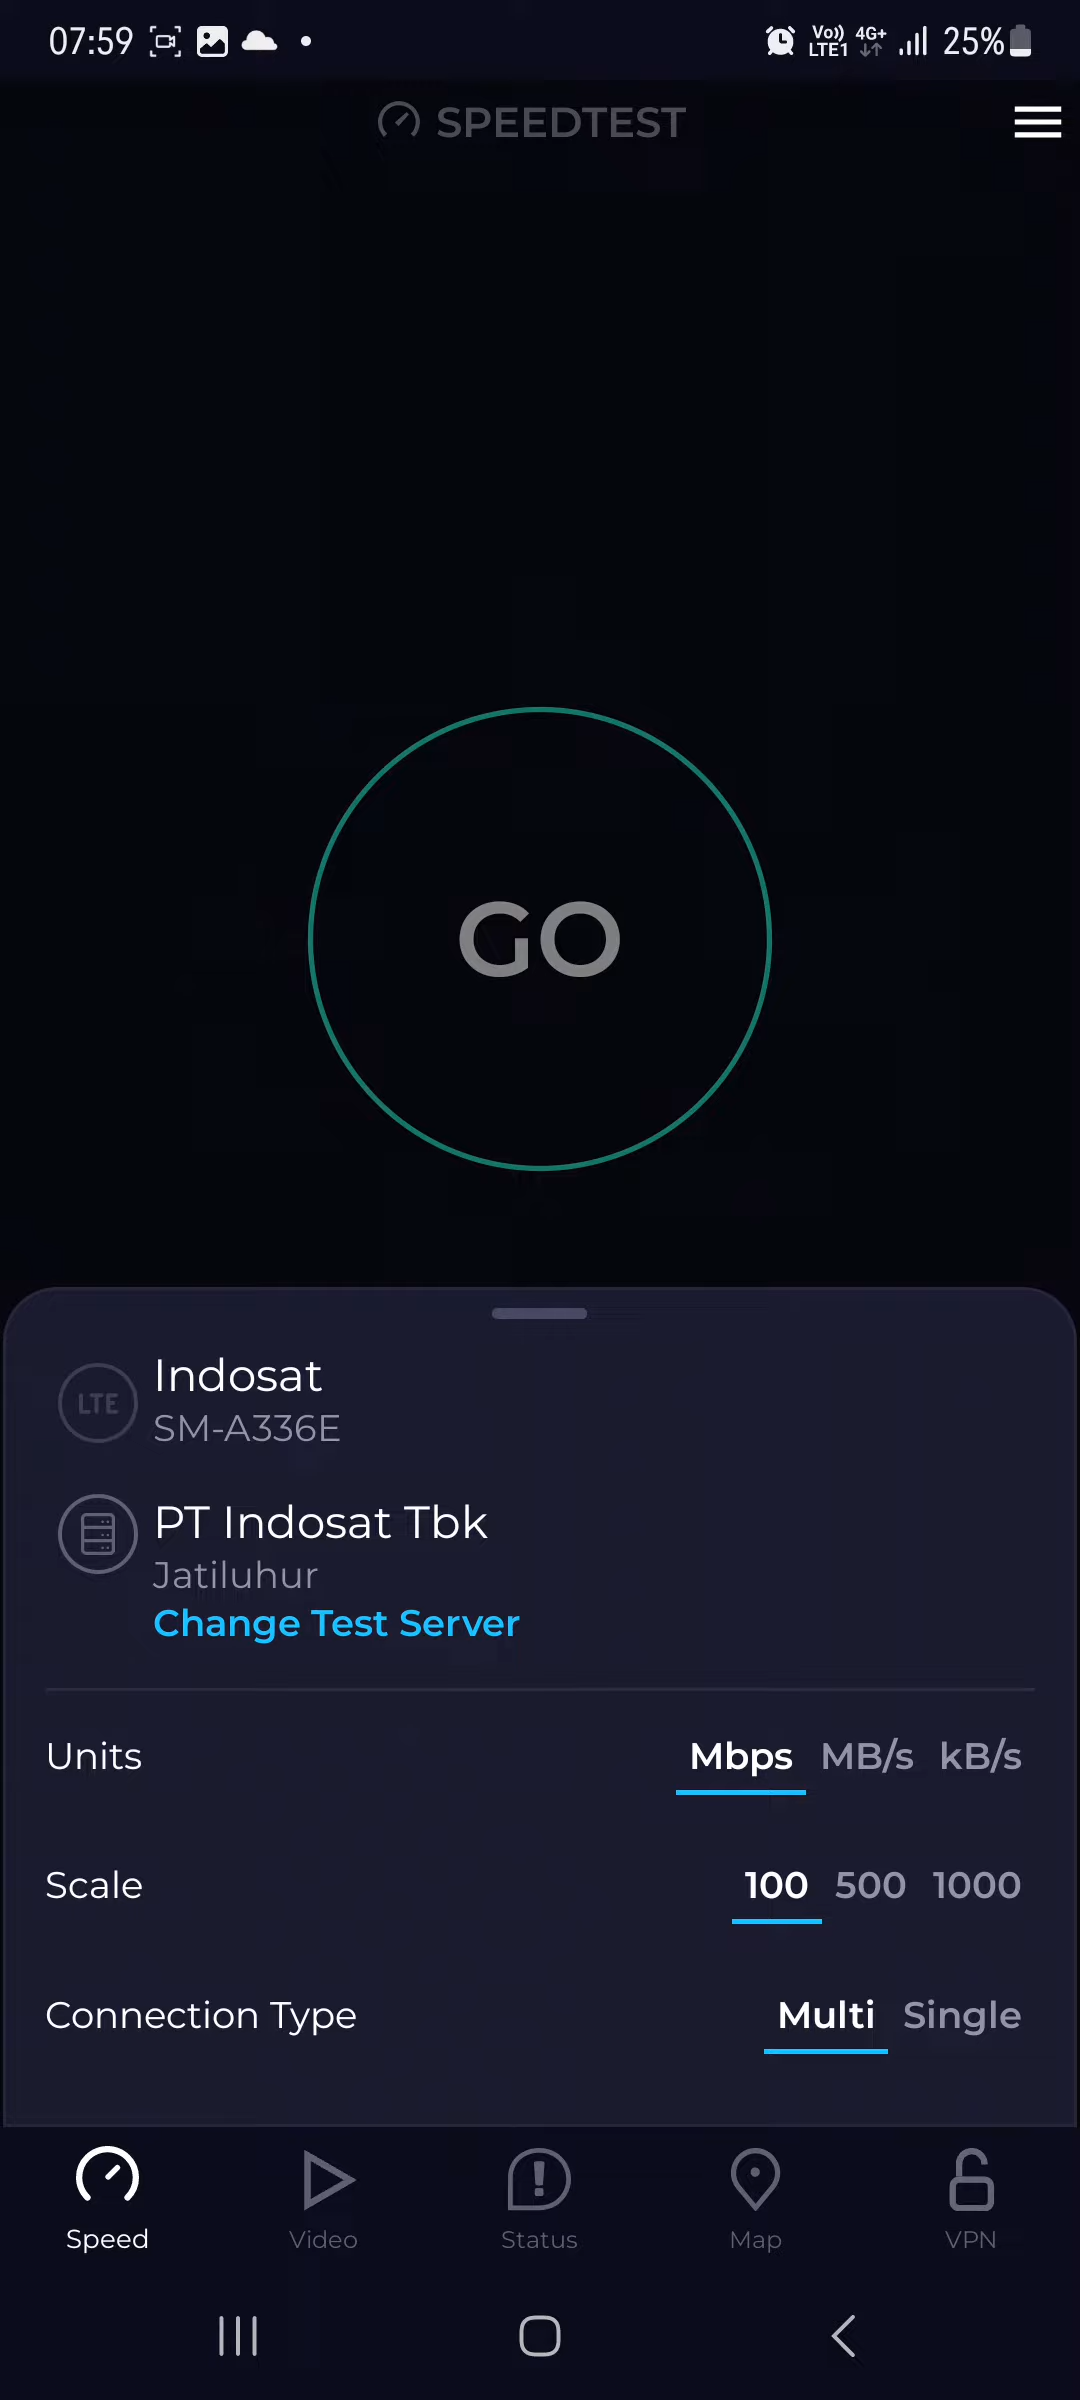 07:59
Vo)) LTE1 4G+ 25%
SPEEDTEST
GO
LTE
Indosat
SM-A336E
PT Indosat Tbk
Jatiluhur
Change Test Server
Units Mbps MB/s kB/s
Scale 100 500 1000
Connection Type Multi Single
Speed Video Status Map VPN